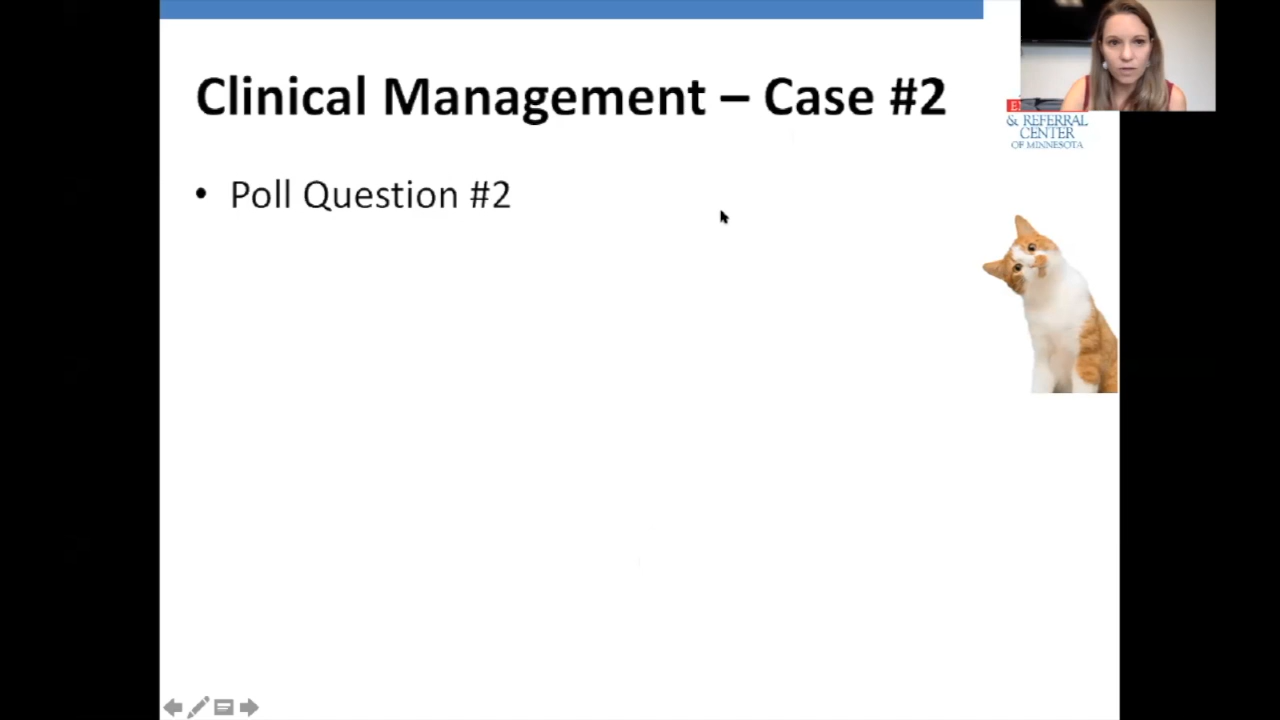 Clinical Management – Case #2
• Poll Question #2
& REFERRAL
CENTER
OF MINNESOTA